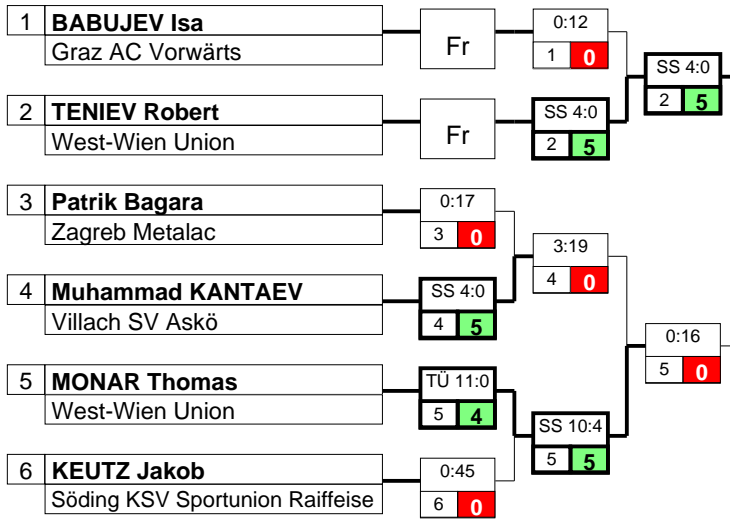 1 BABUJEV Isa
Graz AC Vorwärts
Fr
0:12
1 0
SS 4:0
2 5
2 TENIEV Robert
West-Wien Union
Fr
SS 4:0
2 5
3 Patrik Bagara
Zagreb Metalac
0:17
3 0
3:19
4 0
4 Muhammad KANTAEV
Villach SV Askö
SS 4:0
4 5
0:16
5 0
5 MONAR Thomas
West-Wien Union
TÜ 11:0
5 4
SS 10:4
5 5
6 KEUTZ Jakob
Söding KSV Sportunion Raiffeise
0:45
6 0